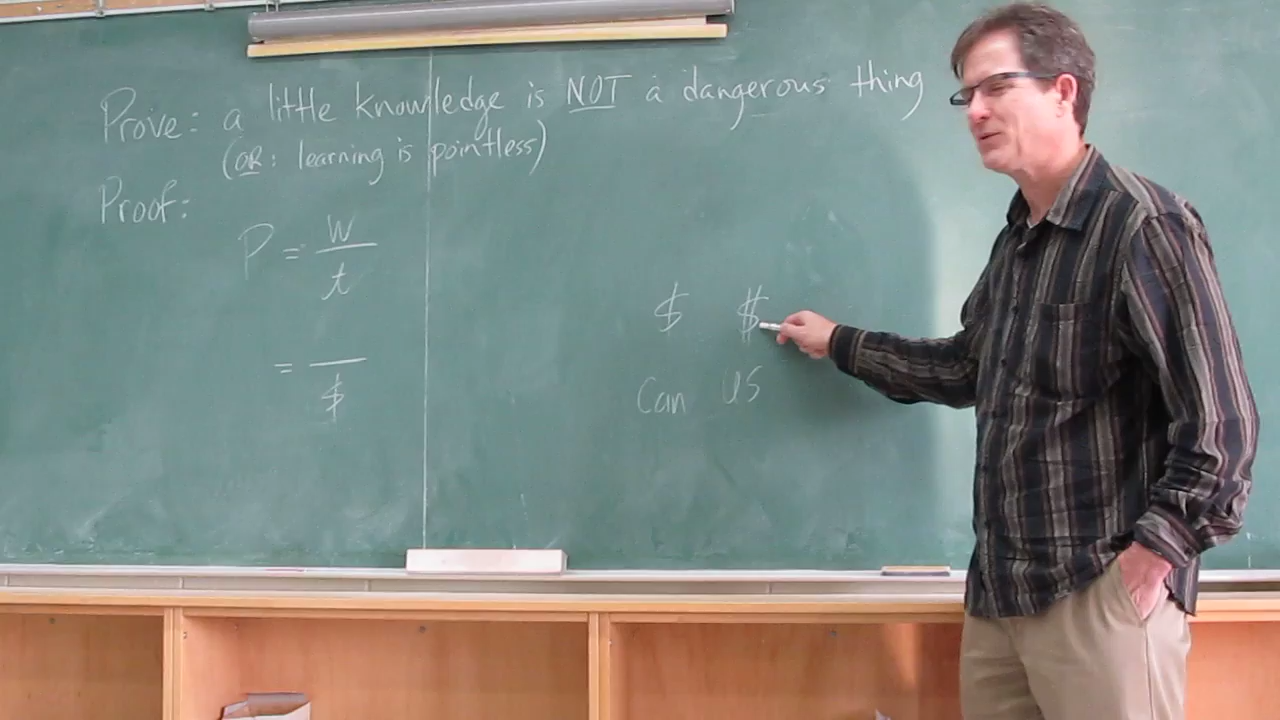 Prove: a little knowledge is NOT a dangerous thing
(OR: learning is pointless)
Proof:
P = W / t
= / $
$ $
Can US